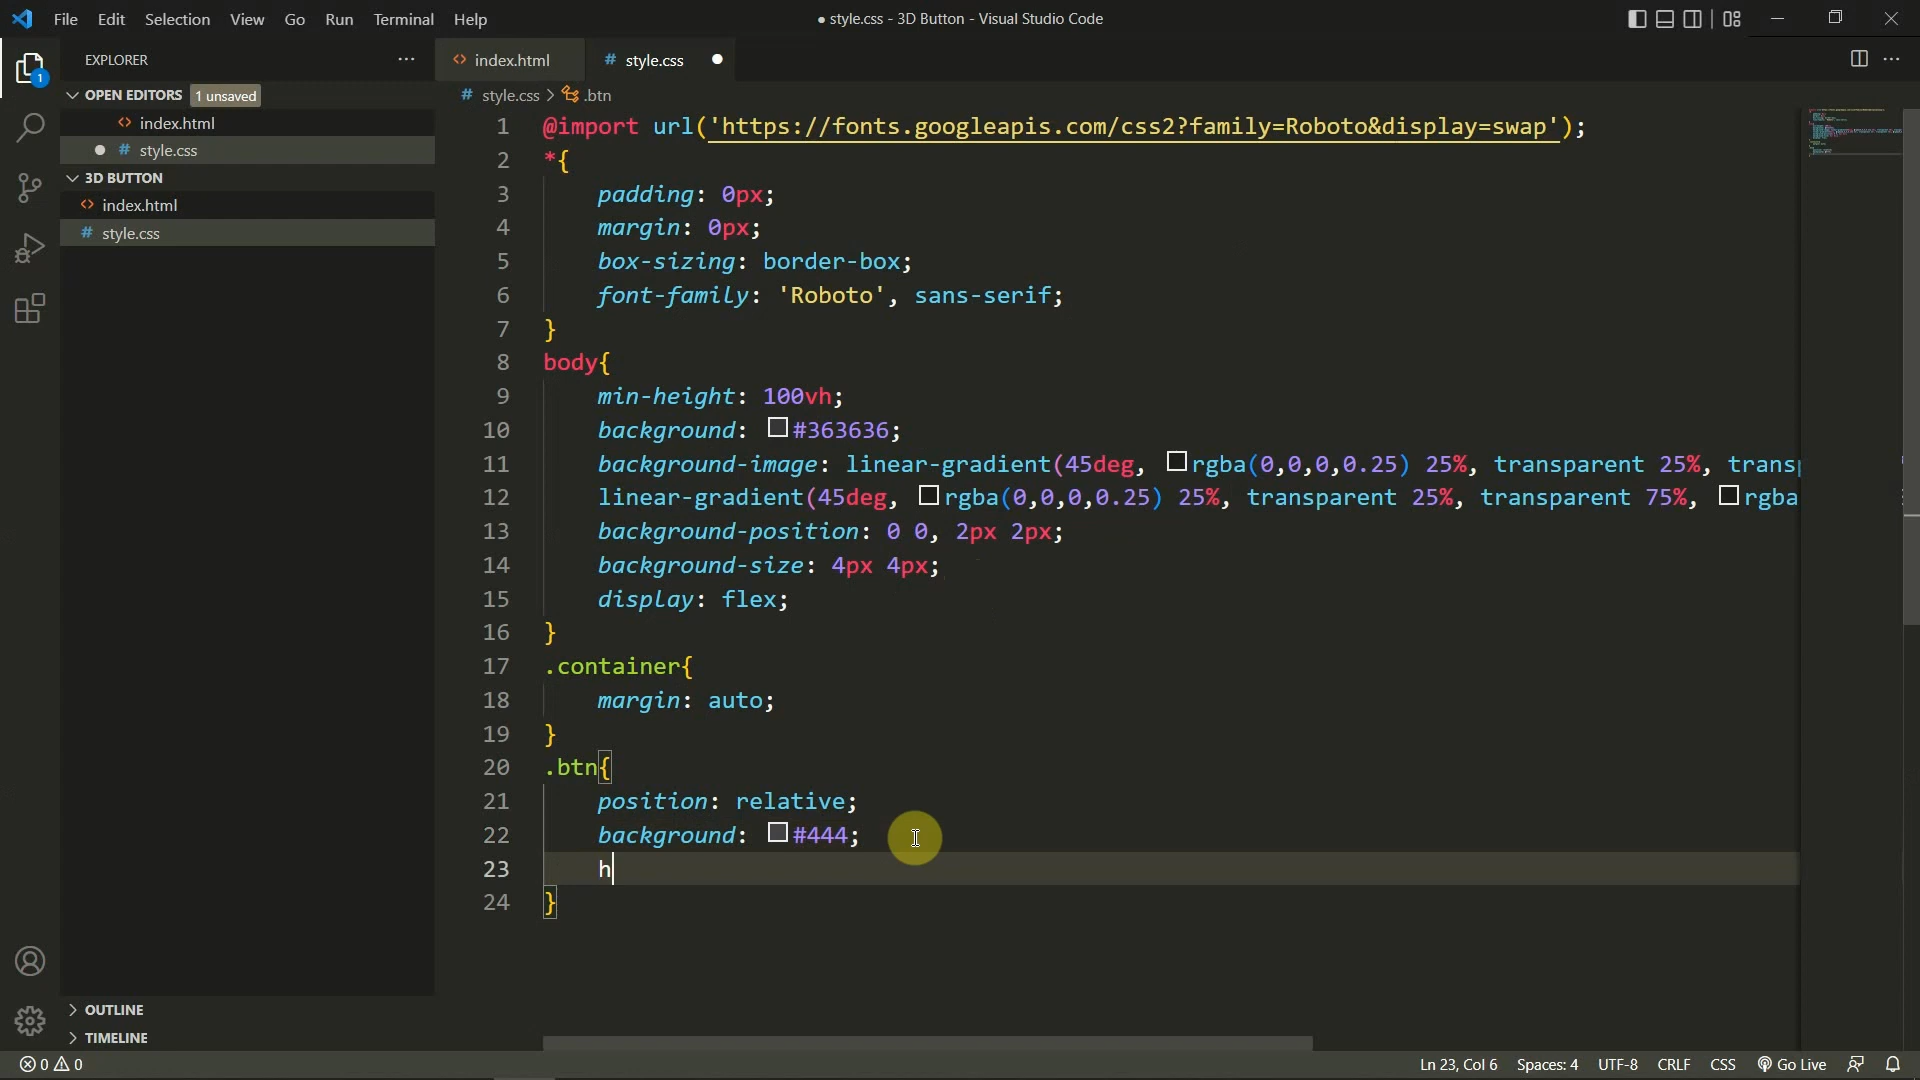 File Edit Selection View Go Run Terminal Help
● style.css - 3D Button - Visual Studio Code
EXPLORER
1
OPEN EDITORS 1 unsaved
index.html
# style.css
3D BUTTON
index.html
# style.css
OUTLINE
TIMELINE
index.html
# style.css
# style.css > .btn
1 @import url('https://fonts.googleapis.com/css2?family=Roboto&display=swap');
2 *{
3 padding: 0px;
4 margin: 0px;
5 box-sizing: border-box;
6 font-family: 'Roboto', sans-serif;
7 }
8 body{
9 min-height: 100vh;
10 background: #363636;
11 background-image: linear-gradient(45deg, rgba(0,0,0,0.25) 25%, transparent 25%, transp
12 linear-gradient(45deg, rgba(0,0,0,0.25) 25%, transparent 25%, transparent 75%, rgba
13 background-position: 0 0, 2px 2px;
14 background-size: 4px 4px;
15 display: flex;
16 }
17 .container{
18 margin: auto;
19 }
20 .btn{
21 position: relative;
22 background: #444;
23 h
24 }
0 0
Ln 23, Col 6 Spaces: 4 UTF-8 CRLF CSS Go Live